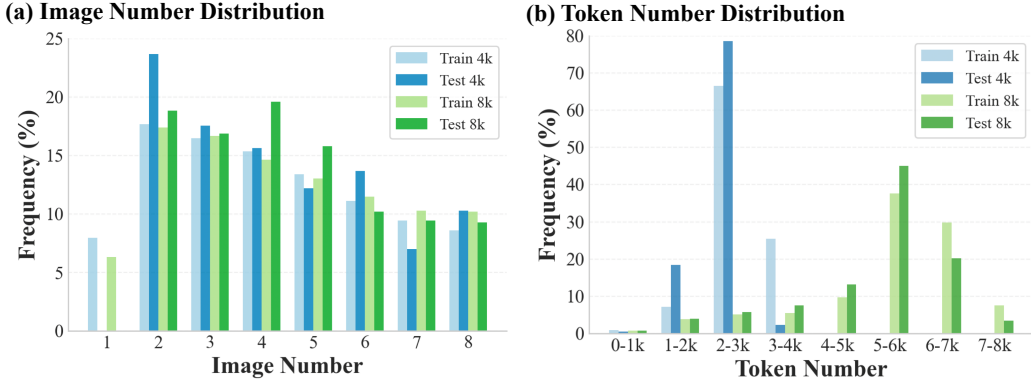 (a) Image Number Distribution
25
20
15
10
5
0
Frequency (%)
Train 4k
Test 4k
Train 8k
Test 8k
1 2 3 4 5 6 7 8
Image Number
(b) Token Number Distribution
80
70
60
50
40
30
20
10
0
Frequency (%)
Train 4k
Test 4k
Train 8k
Test 8k
0-1k 1-2k 2-3k 3-4k 4-5k 5-6k 6-7k 7-8k
Token Number